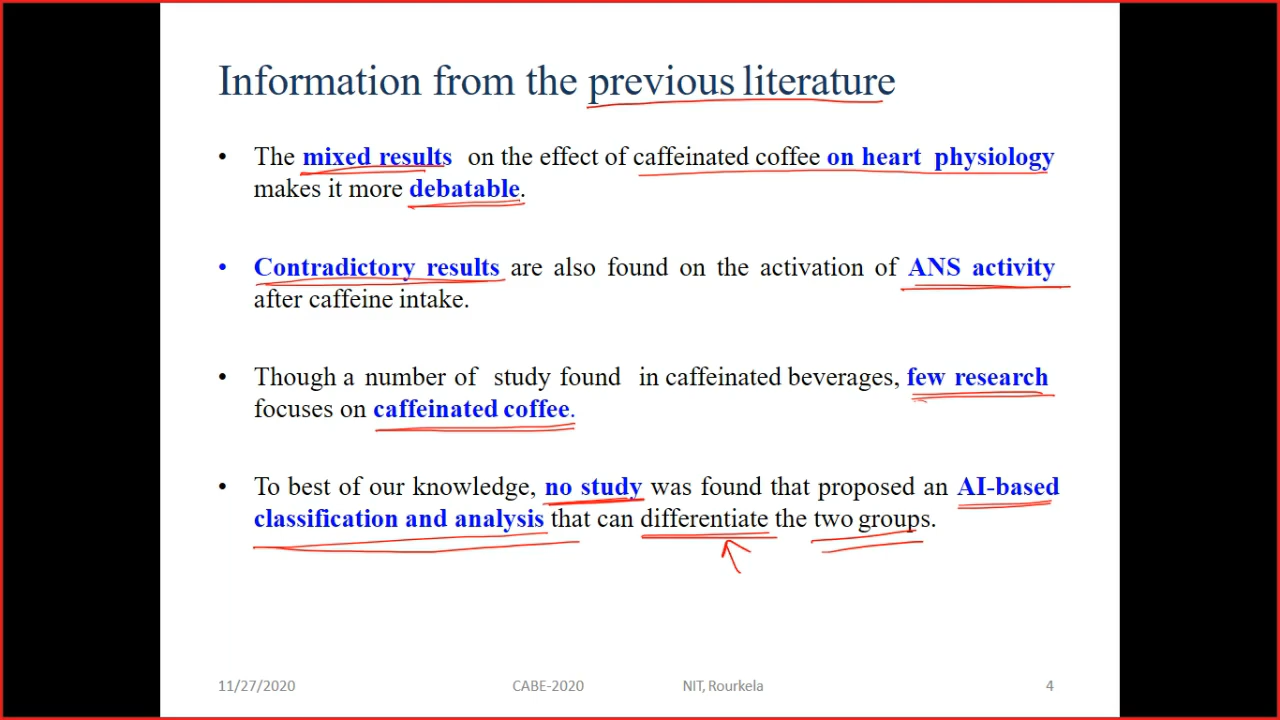 Information from the previous literature
• The mixed results on the effect of caffeinated coffee on heart physiology
makes it more debatable.
• Contradictory results are also found on the activation of ANS activity
after caffeine intake.
• Though a number of study found in caffeinated beverages, few research
focuses on caffeinated coffee.
• To best of our knowledge, no study was found that proposed an AI-based
classification and analysis that can differentiate the two groups.
11/27/2020 CABE-2020 NIT, Rourkela 4